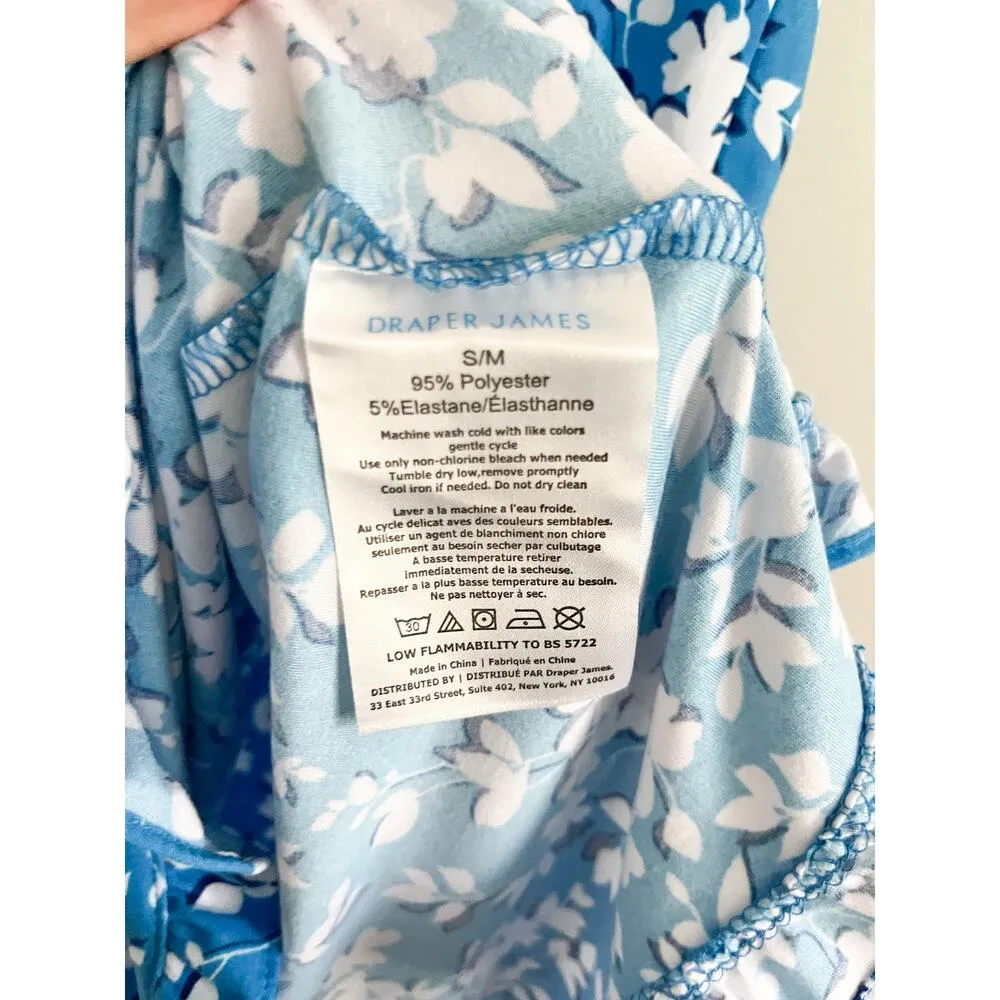 DRAPER JAMES
S/M
95% Polyester
5%Elastane/Élasthanne
Machine wash cold with like colors
gentle cycle
Use only non-chlorine bleach when needed
Tumble dry low,remove promptly
Cool iron if needed. Do not dry clean
Laver a la machine a l'eau froide.
Au cycle delicat aves des couleurs semblables.
Utiliser un agent de blanchiment non chlore
seulement au besoin secher par culbutage
A basse temperature retirer
immediatement de la secheuse.
Repasser a la plus basse temperature au besoin.
Ne pas nettoyer à sec.
30
LOW FLAMMABILITY TO BS 5722
Made in China | Fabriqué en Chine
DISTRIBUTED BY | DISTRIBUÉ PAR Draper James.
33 East 33rd Street, Suite 402, New York, NY 10016